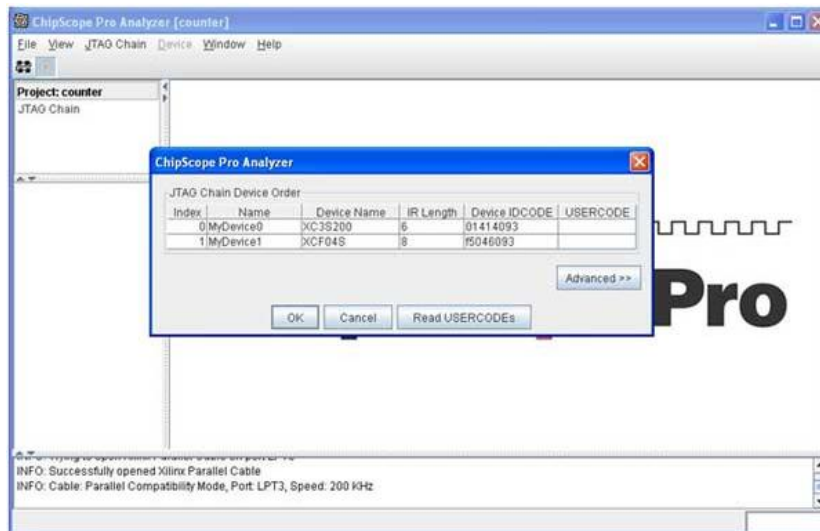 ChipScope Pro Analyzer [counter]
File View JTAG Chain Device Window Help
Project: counter
JTAG Chain
ChipScope Pro Analyzer
JTAG Chain Device Order
Index Name Device Name IR Length Device IDCODE USERCODE
0 MyDevice0 XC3S200 6 01414093
1 MyDevice1 XCF04S 8 f5046093
Advanced >>
OK Cancel Read USERCODEs
Pro
INFO: Successfully opened Xilinx Parallel Cable
INFO: Cable: Parallel Compatibility Mode, Port: LPT3, Speed: 200 KHz